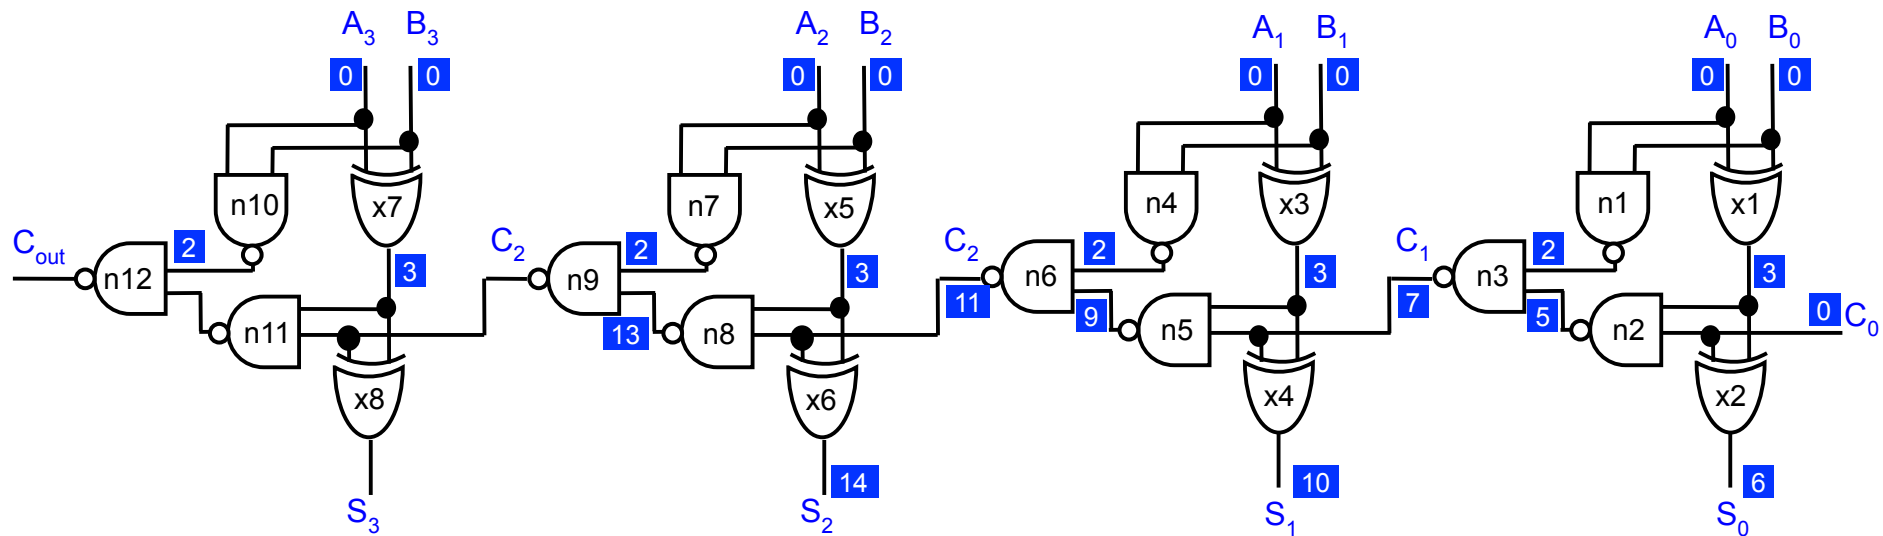 A3 B3 A2 B2 A1 B1 A0 B0
0 0 0 0 0 0 0 0
n10 x7 n7 x5 n4 x3 n1 x1
Cout 2 C2 2 C2 2 C1 2
n12 3 n9 3 n6 3 n3 3
11 7 0 C0
n11 13 n8 9 n5 5 n2
x8 x6 x4 x2
14 10 6
S3 S2 S1 S0